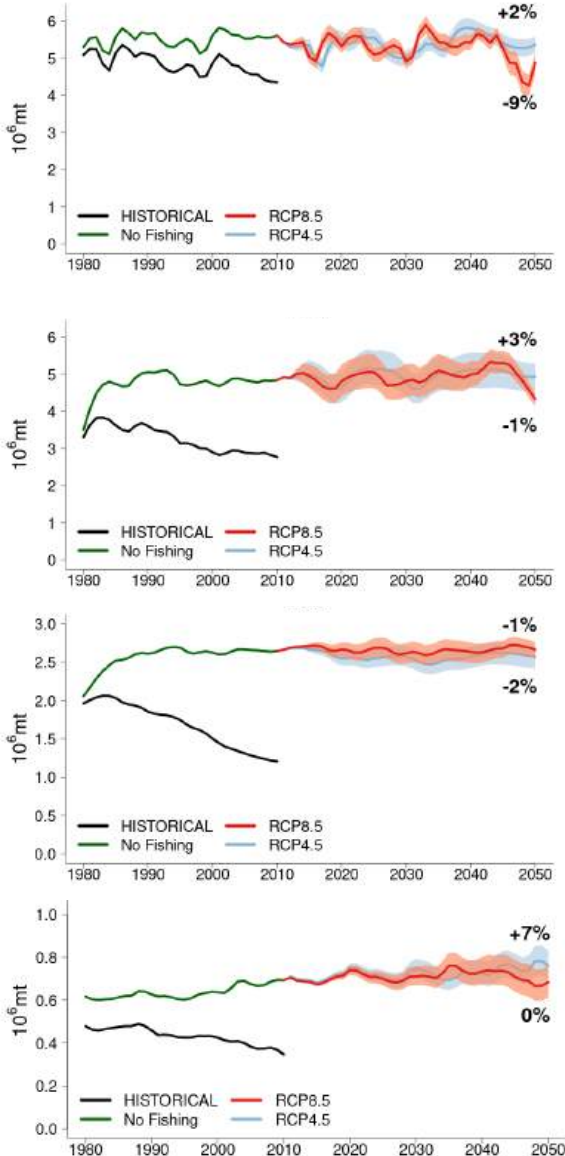 +2%
6
5
4
3
2
1
0
10⁶mt
-9%
HISTORICAL RCP8.5
No Fishing RCP4.5
1980 1990 2000 2010 2020 2030 2040 2050
+3%
6
5
4
3
2
1
0
10⁶mt
-1%
HISTORICAL RCP8.5
No Fishing RCP4.5
1980 1990 2000 2010 2020 2030 2040 2050
-1%
3.0
2.5
2.0
1.5
1.0
0.5
0.0
10⁶mt
-2%
HISTORICAL RCP8.5
No Fishing RCP4.5
1980 1990 2000 2010 2020 2030 2040 2050
1.0
0.8
0.6
0.4
0.2
0.0
10⁶mt
+7%
0%
HISTORICAL RCP8.5
No Fishing RCP4.5
1980 1990 2000 2010 2020 2030 2040 2050